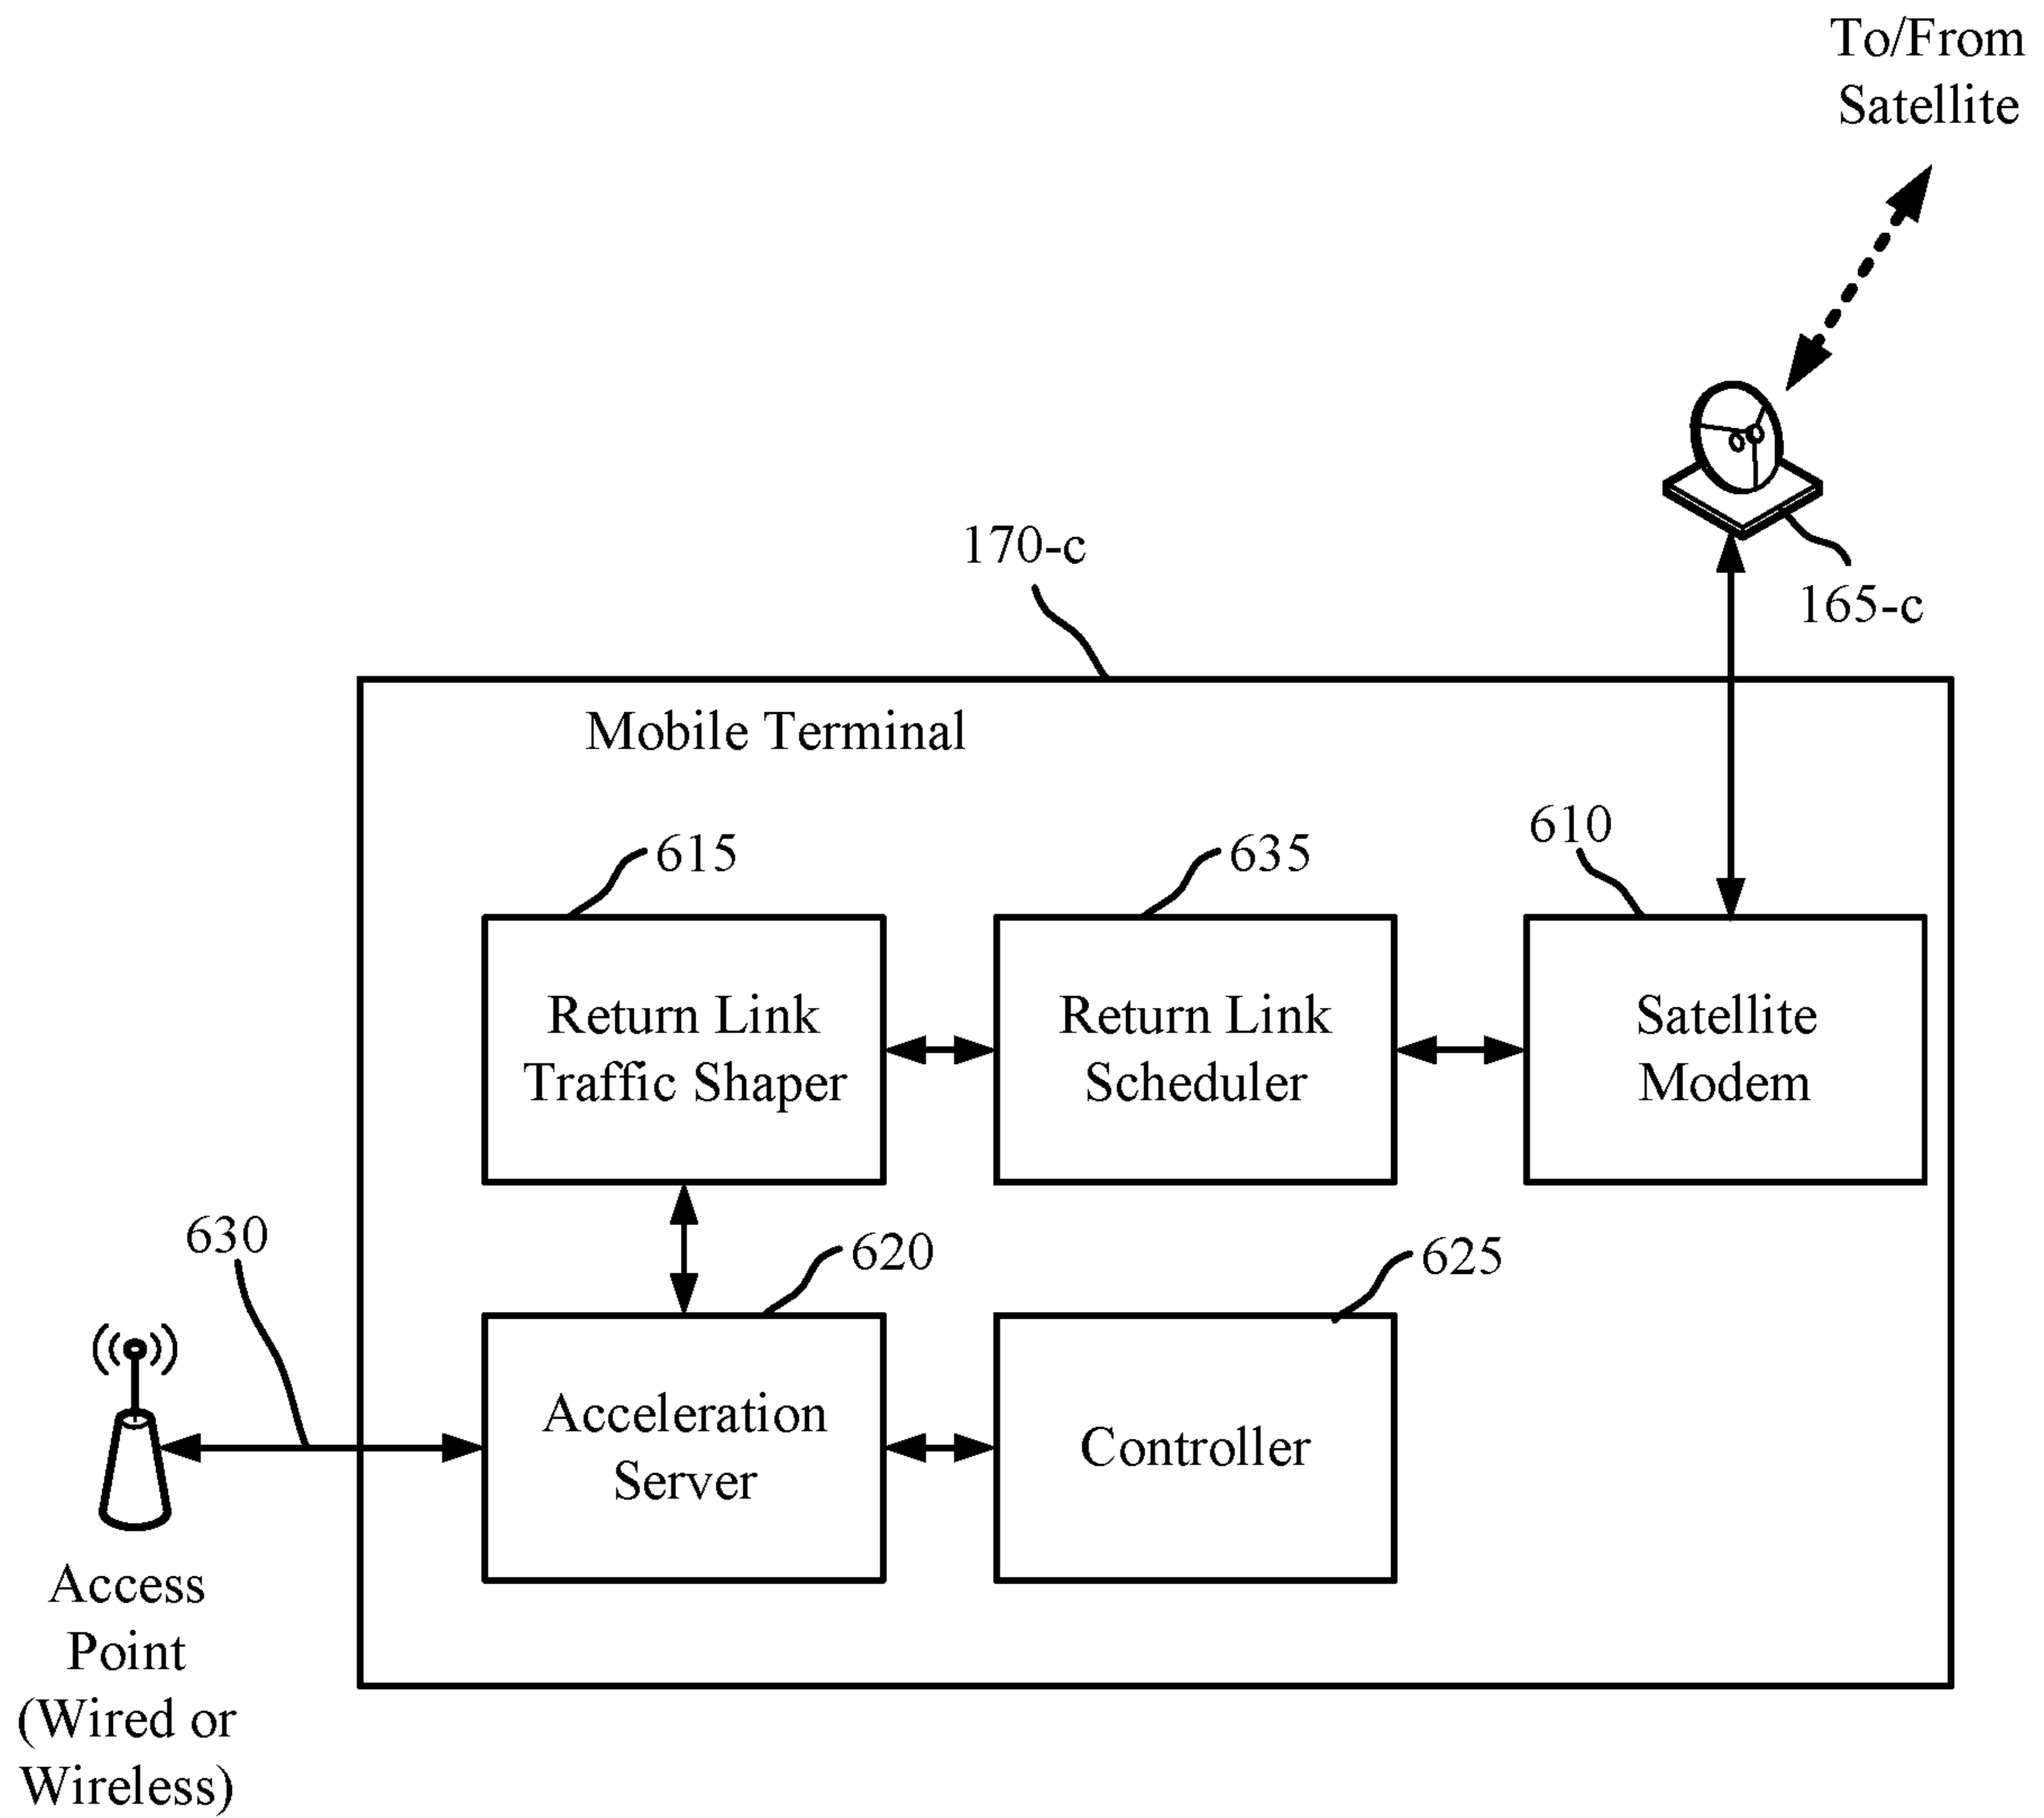 To/From
Satellite
170-c
165-c
Mobile Terminal
615
635
610
Return Link
Traffic Shaper
Return Link
Scheduler
Satellite
Modem
630
620
625
Acceleration
Server
Controller
Access
Point
(Wired or
Wireless)